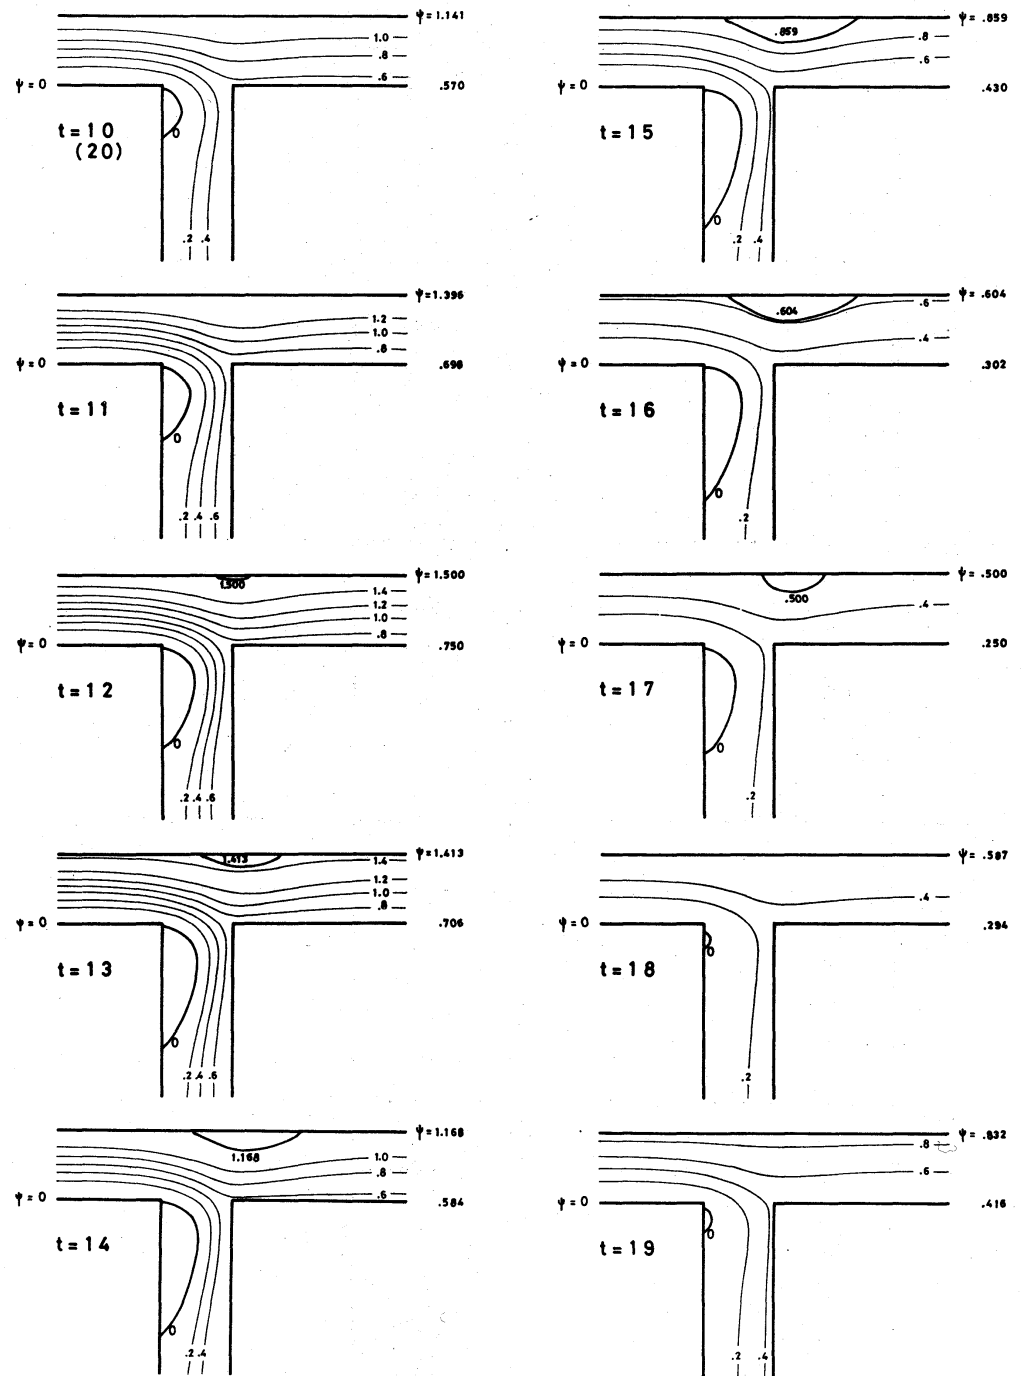 ψ=1.141
1.0
.8
.6
ψ=0
.570
t=10
(20)
0
.2 .4
ψ=1.396
1.2
1.0
.8
ψ=0
.698
t=11
0
.2 .4 .6
1.500
ψ=1.500
1.4
1.2
1.0
.8
ψ=0
.750
t=12
0
.2 .4 .6
1.413
ψ=1.413
1.4
1.2
1.0
.8
ψ=0
.706
t=13
0
.2 .4 .6
ψ=1.168
1.168
1.0
.8
.6
ψ=0
.584
t=14
0
.2 .4
ψ=.859
.859
.8
.6
ψ=0
.430
t=15
0
.2 .4
ψ=.604
.604
.6
.4
ψ=0
.302
t=16
0
.2
ψ=.500
.500
.4
ψ=0
.250
t=17
0
.2
ψ=.587
.4
ψ=0
.294
t=18
0
.2
ψ=.832
.8
.6
ψ=0
.416
t=19
0
.2 .4